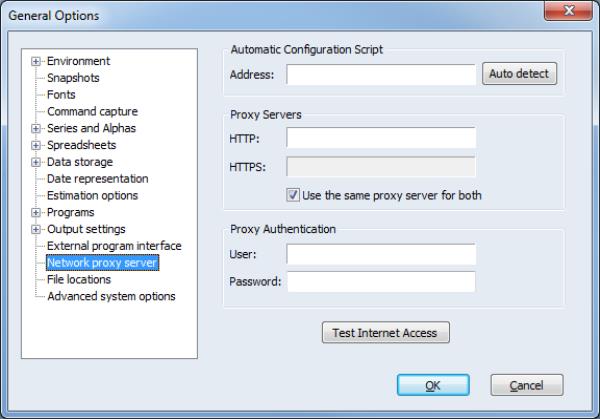 General Options
Environment
Snapshots
Fonts
Command capture
Series and Alphas
Spreadsheets
Data storage
Date representation
Estimation options
Programs
Output settings
External program interface
Network proxy server
File locations
Advanced system options
Automatic Configuration Script
Address:
Auto detect
Proxy Servers
HTTP:
HTTPS:
Use the same proxy server for both
Proxy Authentication
User:
Password:
Test Internet Access
OK
Cancel